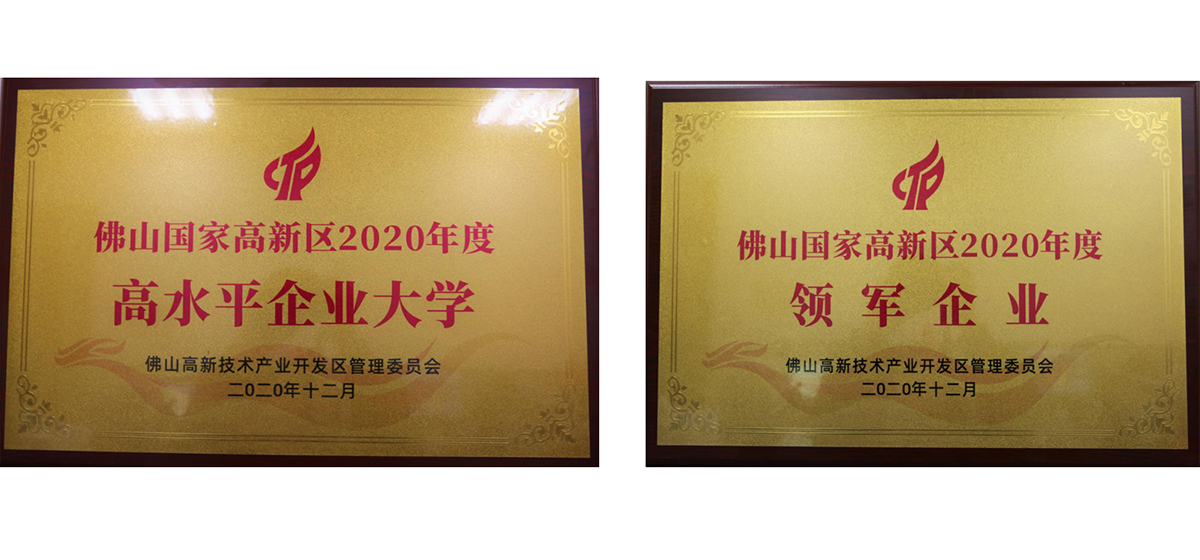 佛山国家高新区2020年度
高水平企业大学
佛山高新技术产业开发区管理委员会
二〇二〇年十二月
佛山国家高新区2020年度
领军企业
佛山高新技术产业开发区管理委员会
二〇二〇年十二月